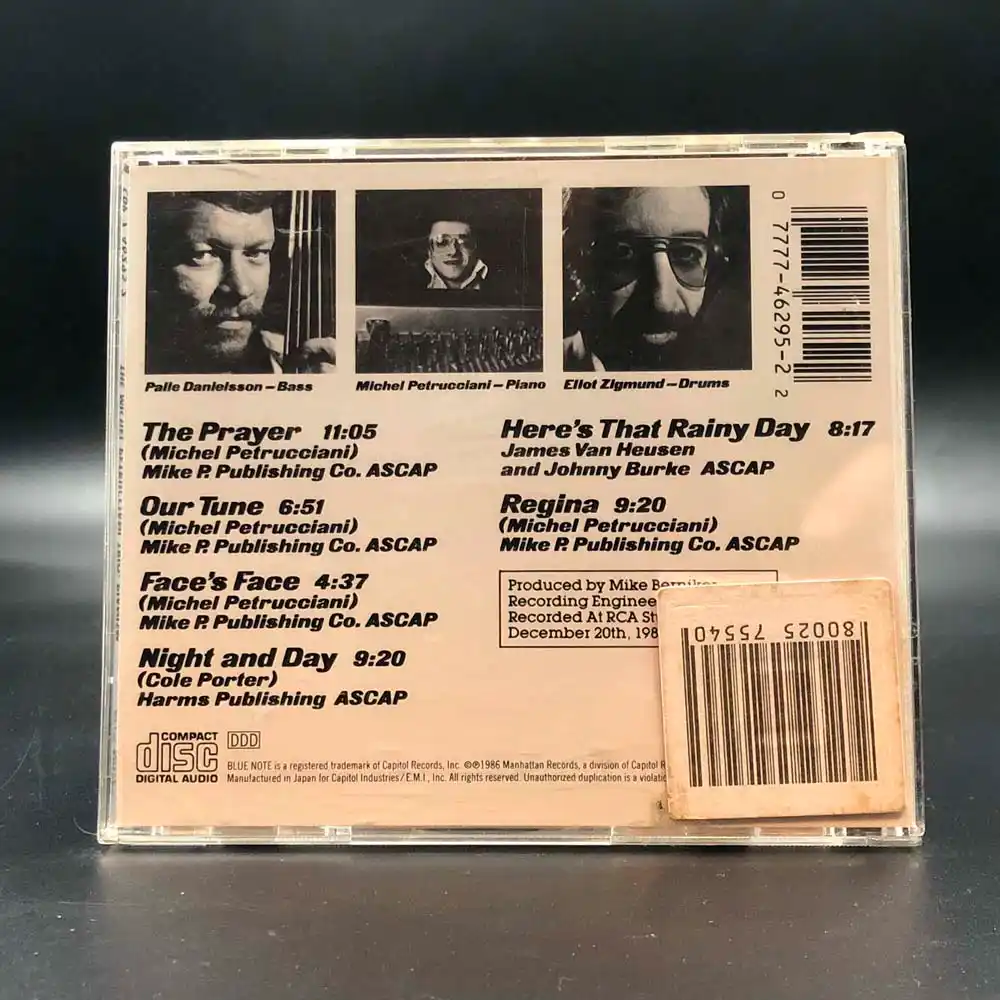 Palle Danielsson – Bass
Michel Petrucciani – Piano
Eliot Zigmund – Drums
0 7777-46295-2 2
The Prayer 11:05
(Michel Petrucciani)
Mike P. Publishing Co. ASCAP
Our Tune 6:51
(Michel Petrucciani)
Mike P. Publishing Co. ASCAP
Face's Face 4:37
(Michel Petrucciani)
Mike P. Publishing Co. ASCAP
Night and Day 9:20
(Cole Porter)
Harms Publishing ASCAP
Here's That Rainy Day 8:17
James Van Heusen
and Johnny Burke ASCAP
Regina 9:20
(Michel Petrucciani)
Mike P. Publishing Co. ASCAP
Produced by Mike
Recording
Recorded At RCA
December 20th,
80025 75540
COMPACT
disc
DIGITAL AUDIO
DDD
BLUE NOTE is a registered trademark of Capitol Records, Inc. ©℗1986 Manhattan Records, a division of Capitol
Manufactured in Japan for Capitol Industries/E.M.I., Inc. All rights reserved. Unauthorized duplication is a